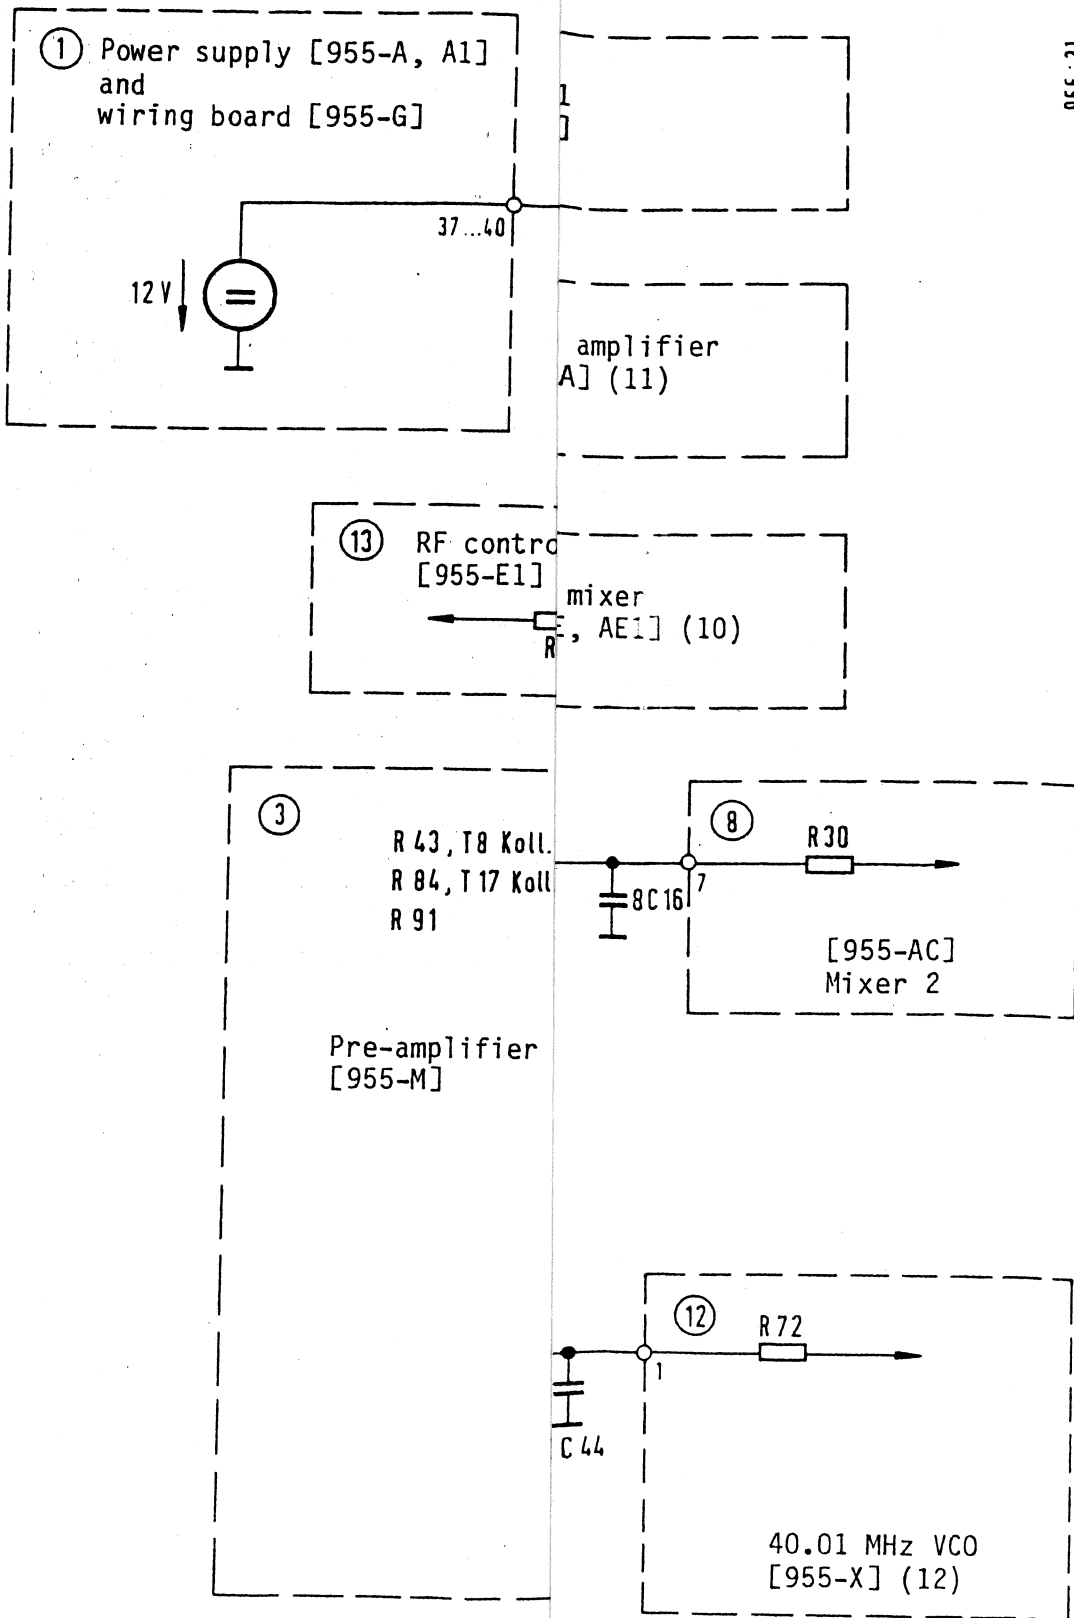 1 Power supply [955-A, A1]
and
wiring board [955-G]
37...40
12 V
=
1
]
amplifier
A] (11)
13 RF contro
[955-E1]
R
mixer
, AE1] (10)
3
R 43, T8 Koll.
R 84, T 17 Koll
R 91
Pre-amplifier
[955-M]
8C16
7
8
R30
[955-AC]
Mixer 2
12
R72
1
C 44
40.01 MHz VCO
[955-X] (12)